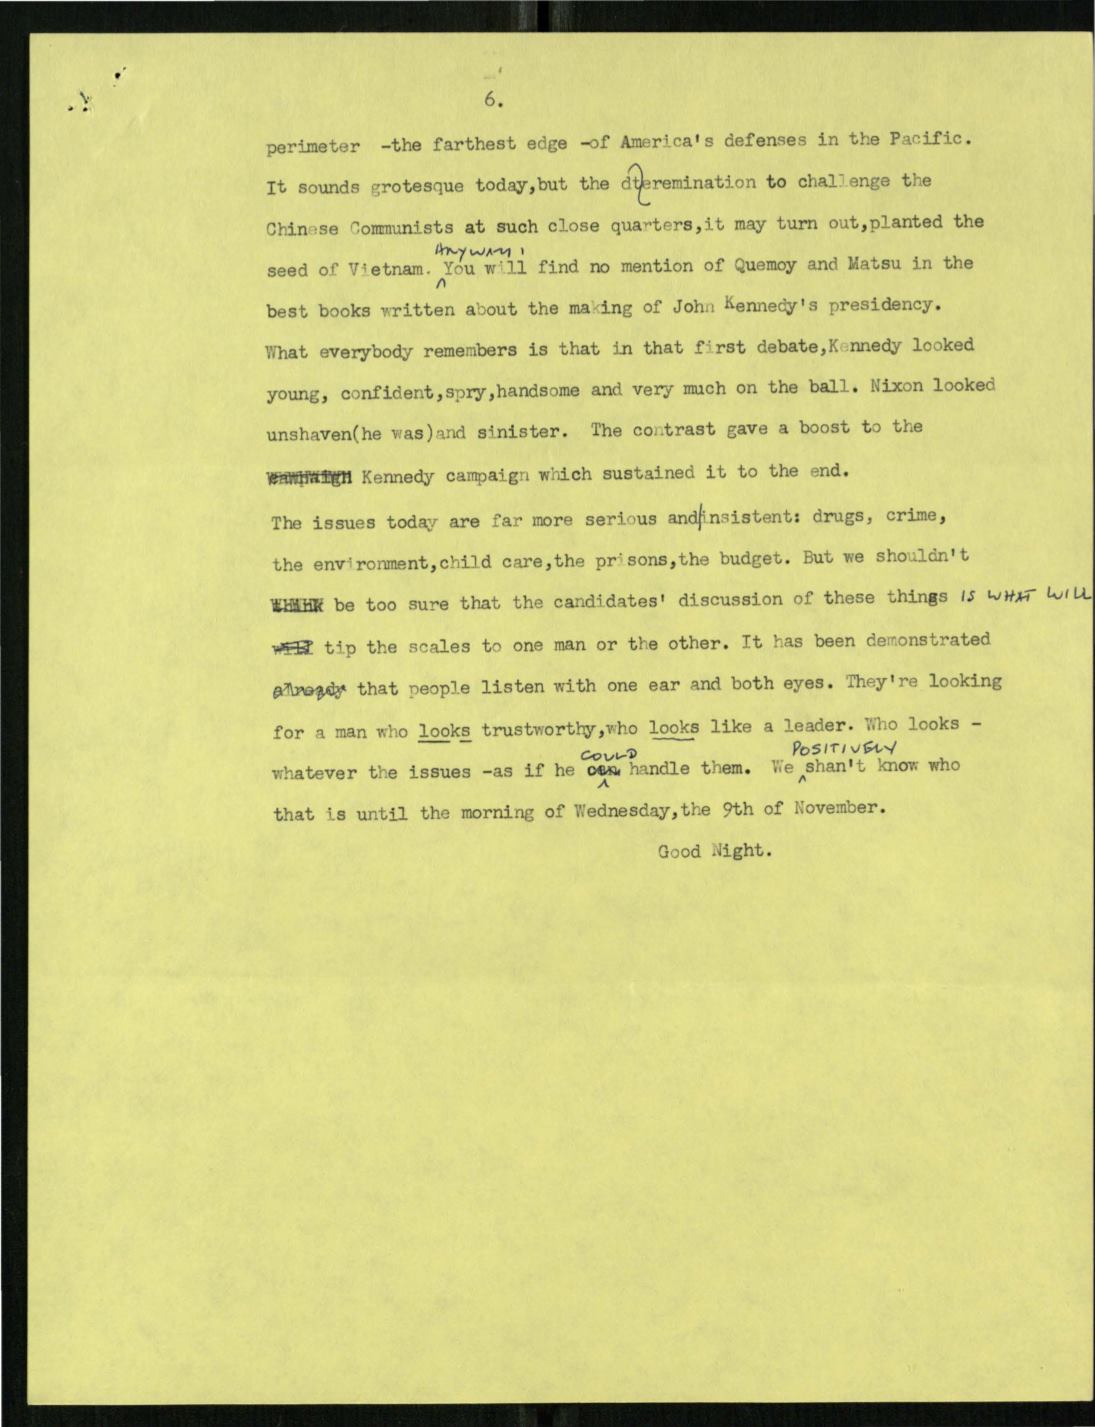 6.
perimeter -the farthest edge -of America's defenses in the Pacific.
It sounds grotesque today,but the dteremination to challenge the
Chinese Communists at such close quarters,it may turn out,planted the
ANYWAY,
seed of Vietnam. You will find no mention of Quemoy and Matsu in the
best books written about the making of John Kennedy's presidency.
What everybody remembers is that in that first debate,Kennedy looked
young, confident,spry,handsome and very much on the ball. Nixon looked
unshaven(he was)and sinister. The contrast gave a boost to the
campaign Kennedy campaign which sustained it to the end.
The issues today are far more serious and/insistent: drugs, crime,
the environment,child care,the prisons,the budget. But we shouldn't
think be too sure that the candidates' discussion of these things IS WHAT WILL
will tip the scales to one man or the other. It has been demonstrated
already that people listen with one ear and both eyes. They're looking
for a man who looks trustworthy,who looks like a leader. Who looks -
COULD POSITIVELY
whatever the issues -as if he can handle them. We shan't know who
that is until the morning of Wednesday,the 9th of November.
Good Night.